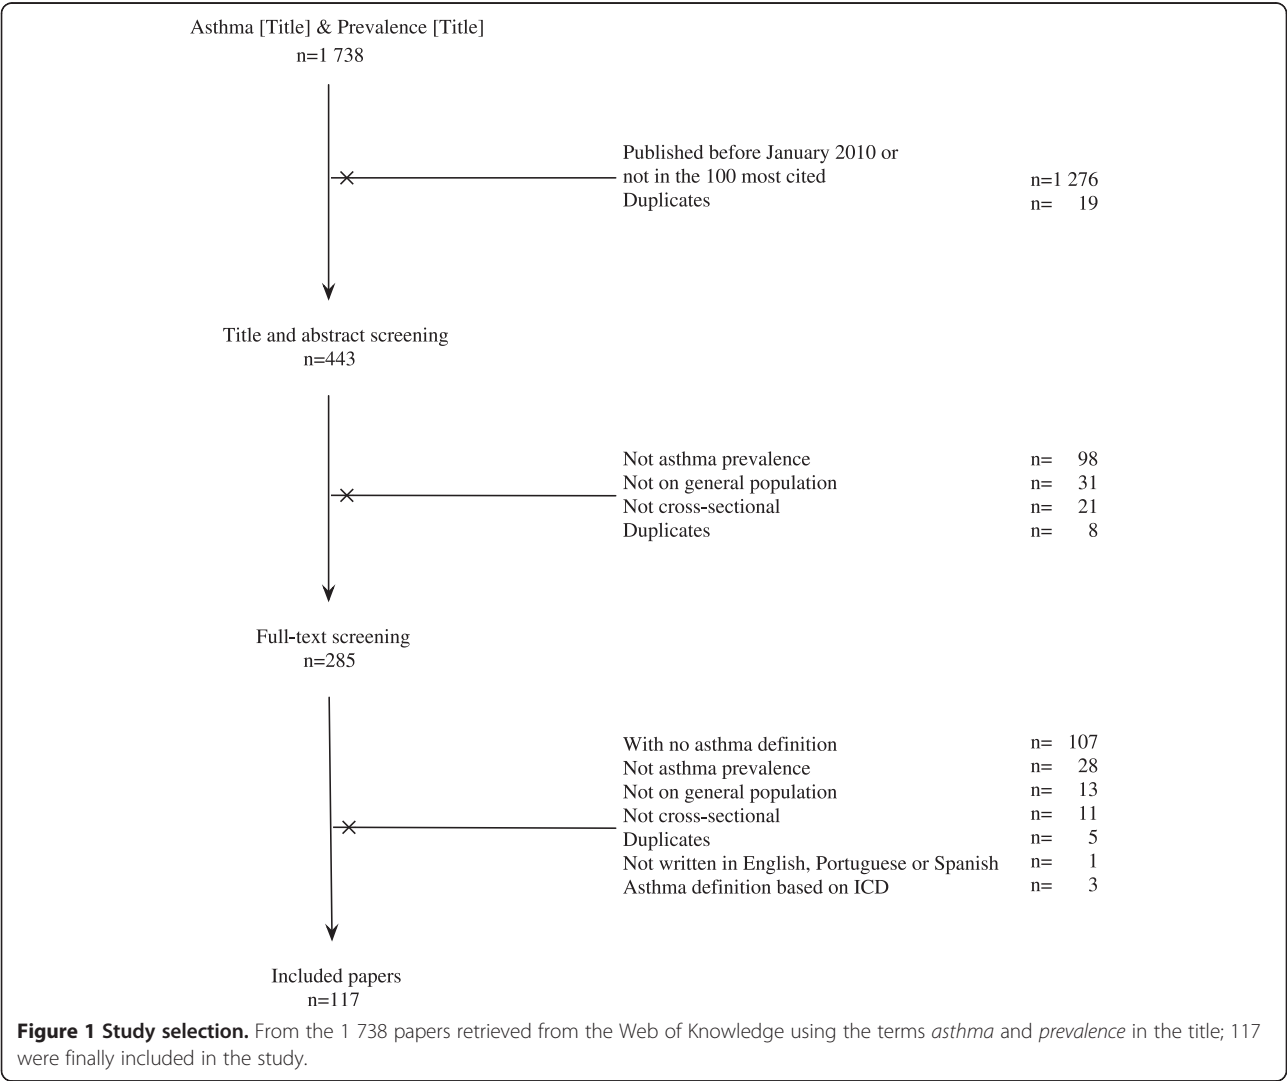 Asthma [Title] & Prevalence [Title]
n=1 738
Published before January 2010 or
not in the 100 most cited n=1 276
Duplicates n= 19
Title and abstract screening
n=443
Not asthma prevalence n= 98
Not on general population n= 31
Not cross-sectional n= 21
Duplicates n= 8
Full-text screening
n=285
With no asthma definition n= 107
Not asthma prevalence n= 28
Not on general population n= 13
Not cross-sectional n= 11
Duplicates n= 5
Not written in English, Portuguese or Spanish n= 1
Asthma definition based on ICD n= 3
Included papers
n=117
Figure 1 Study selection. From the 1 738 papers retrieved from the Web of Knowledge using the terms asthma and prevalence in the title; 117
were finally included in the study.